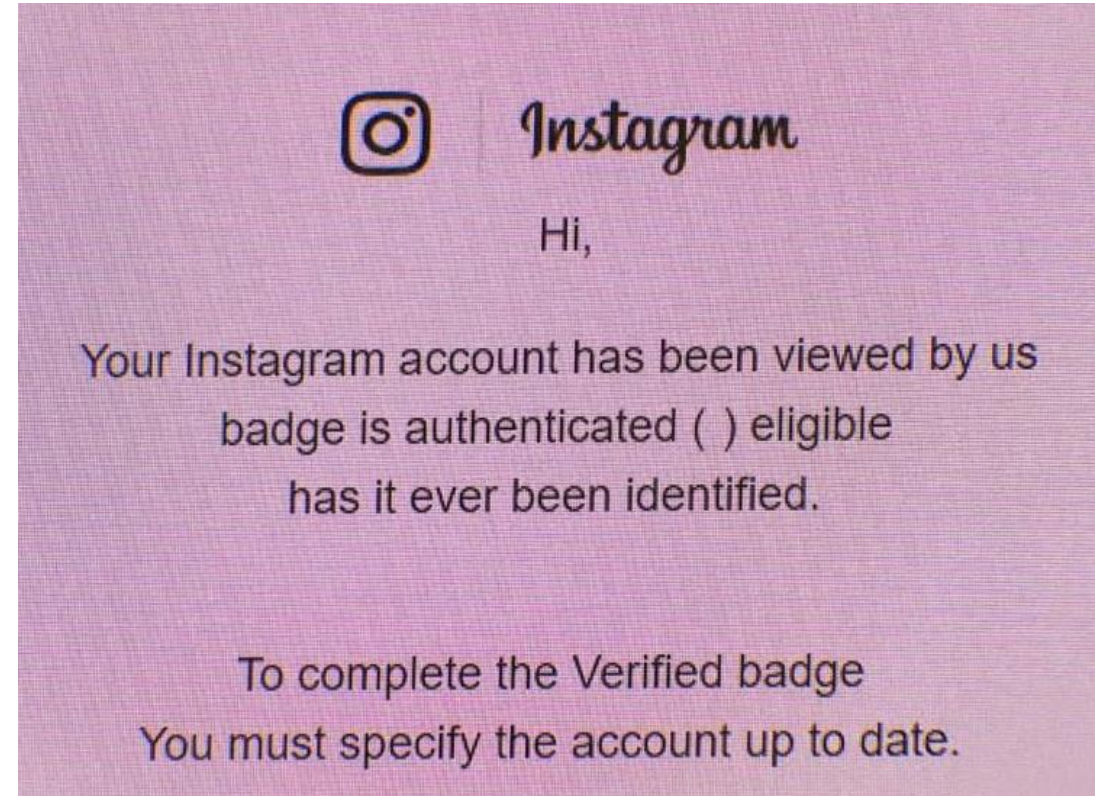 Instagram
Hi,
Your Instagram account has been viewed by us
badge is authenticated ( ) eligible
has it ever been identified.
To complete the Verified badge
You must specify the account up to date.